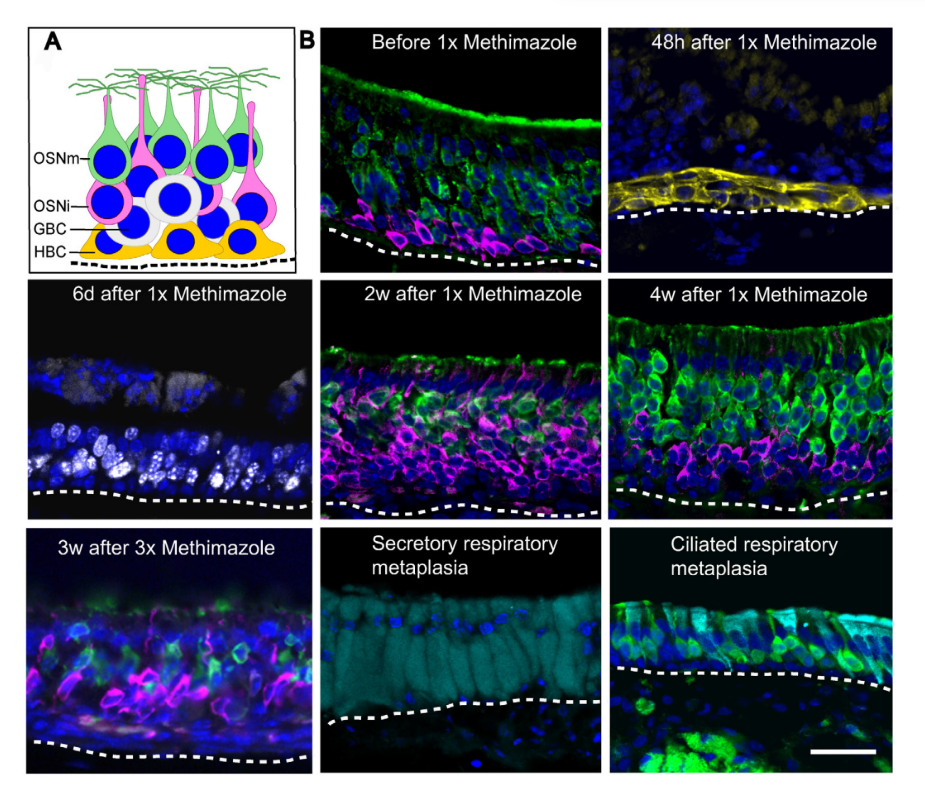 A
B
Before 1x Methimazole
48h after 1x Methimazole
OSNm
OSNi
GBC
HBC
6d after 1x Methimazole
2w after 1x Methimazole
4w after 1x Methimazole
3w after 3x Methimazole
Secretory respiratory
metaplasia
Ciliated respiratory
metaplasia